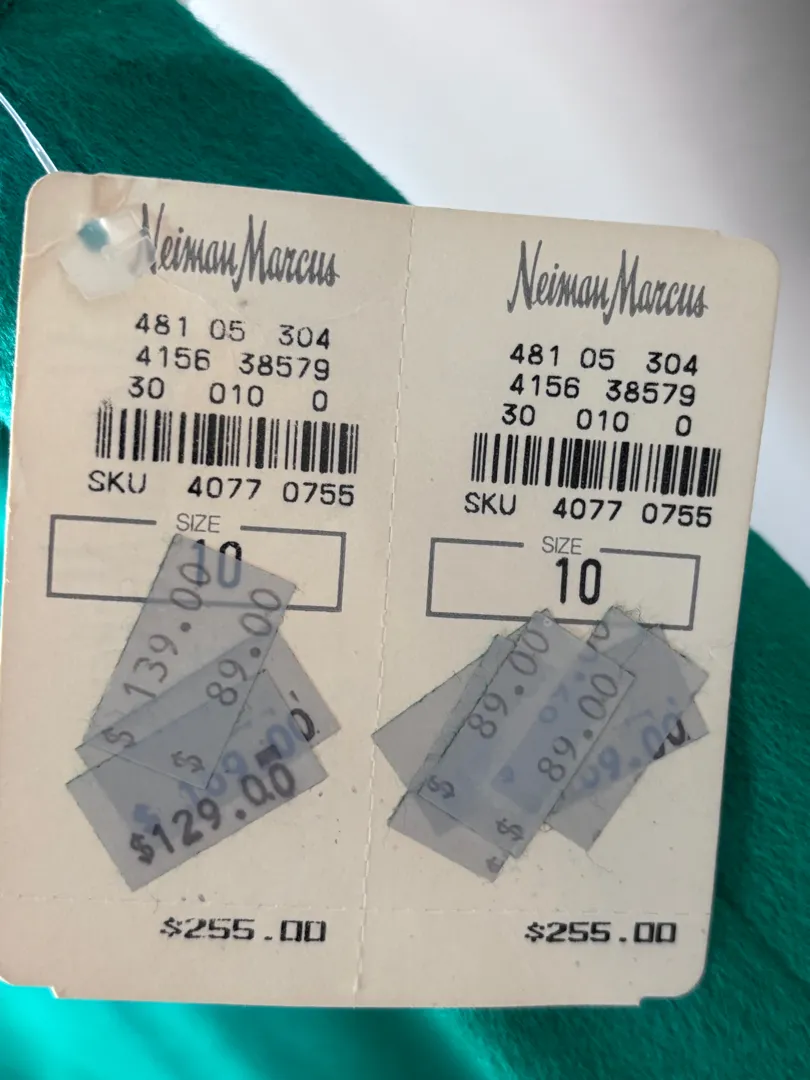 Neiman Marcus
481 05 304
4156 38579
30 010 0
SKU 4077 0755
SIZE
10
$ 139.00
$ 89.00
$129.00
$255.00
Neiman Marcus
481 05 304
4156 38579
30 010 0
SKU 4077 0755
SIZE
10
$ 89.00
$ 89.00
$255.00